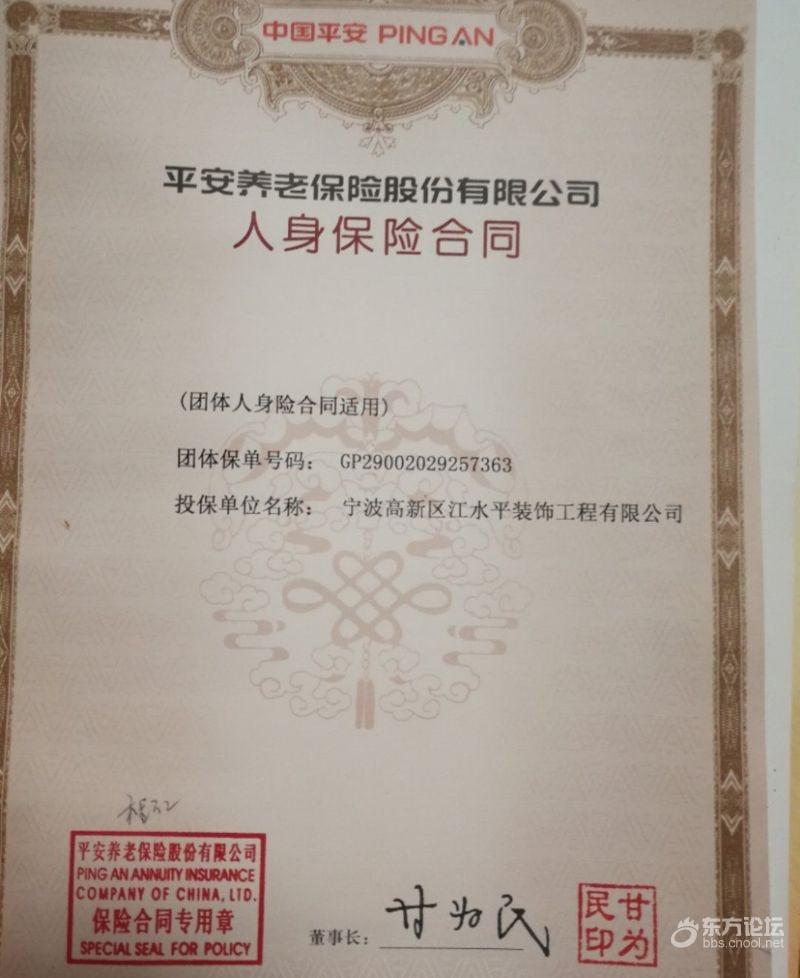 中国平安 PING AN
平安养老保险股份有限公司
人身保险合同
(团体人身险合同适用)
团体保单号码： GP29002029257363
投保单位名称： 宁波高新区江水平装饰工程有限公司
平安养老保险股份有限公司
PING AN ANNUITY INSURANCE
COMPANY OF CHINA, LTD.
保险合同专用章
SPECIAL SEAL FOR POLICY
董事长： 甘为民
甘为民印
东方论坛
bbs.cnool.net